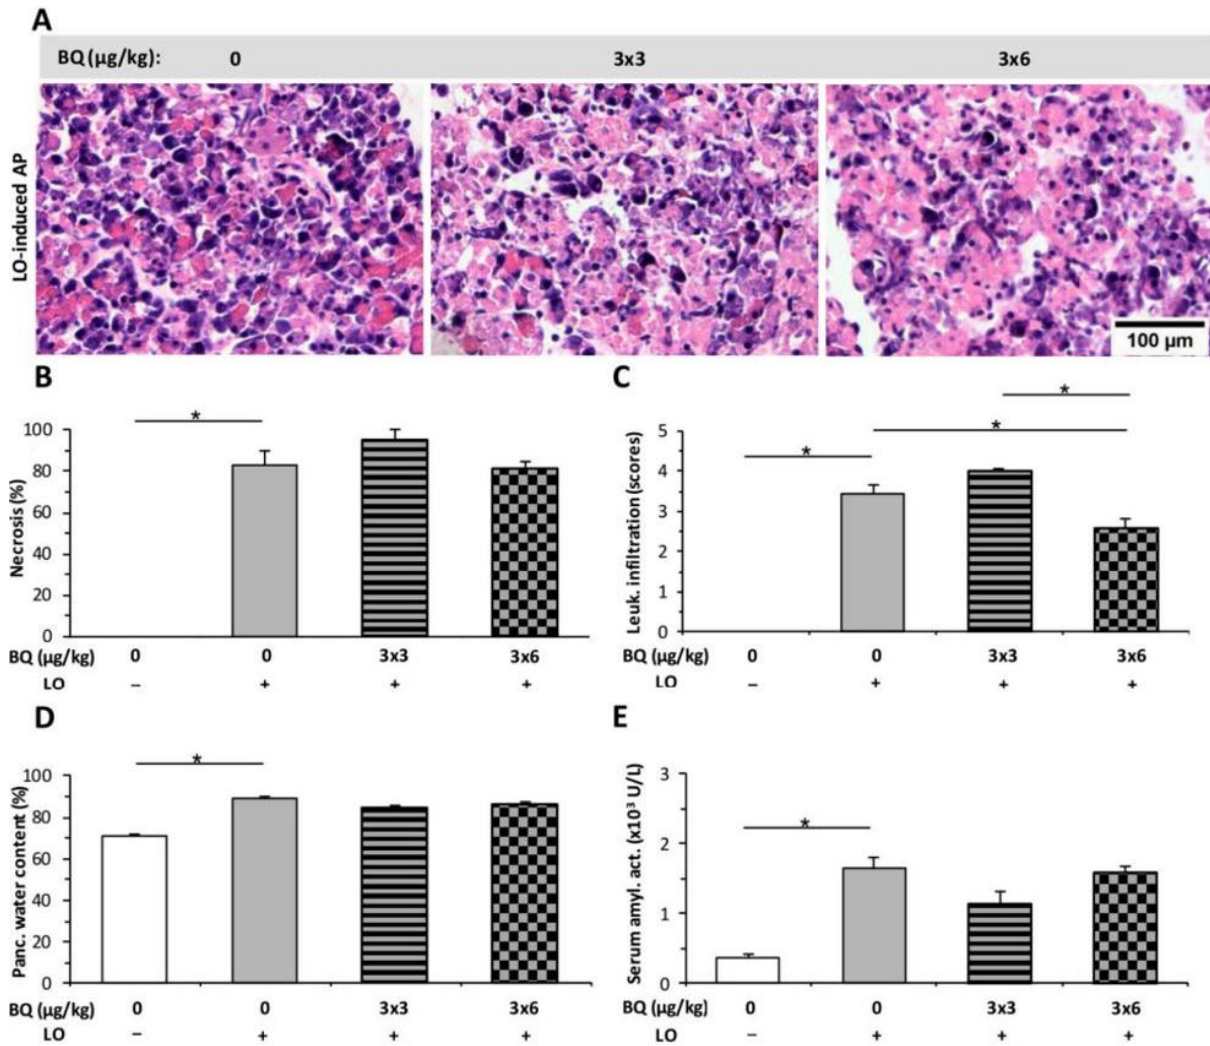 A
BQ (µg/kg): 0 3x3 3x6
LO-induced AP
100 µm
B
*
Necrosis (%)
100
80
60
40
20
0
BQ (µg/kg) 0 0 3x3 3x6
LO – + + +
C
*
*
*
Leuk. infiltration (scores)
5
4
3
2
1
0
BQ (µg/kg) 0 0 3x3 3x6
LO – + + +
D
*
Panc. water content (%)
100
80
60
40
20
0
BQ (µg/kg) 0 0 3x3 3x6
LO – + + +
E
*
Serum amyl. act. (x10³ U/L)
3
2
1
0
BQ (µg/kg) 0 0 3x3 3x6
LO – + + +